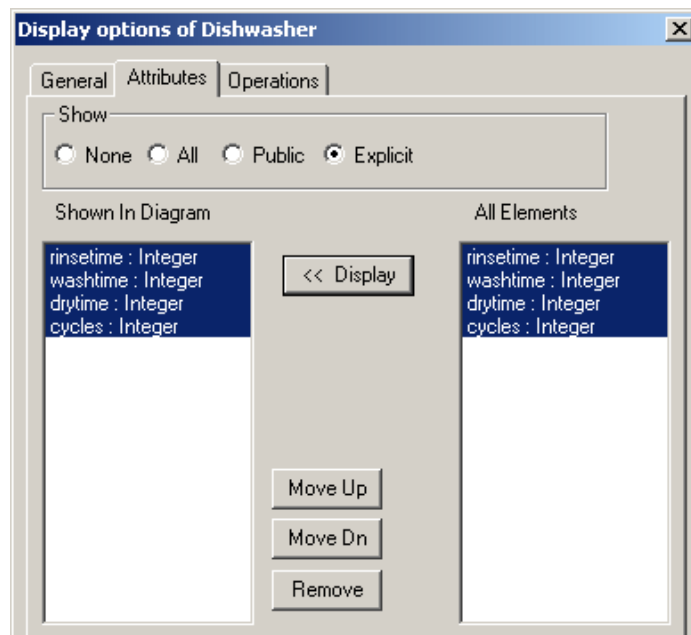 Display options of Dishwasher
General Attributes Operations
Show
None All Public Explicit
Shown In Diagram All Elements
rinsetime : Integer
washtime : Integer
drytime : Integer
cycles : Integer
<< Display
rinsetime : Integer
washtime : Integer
drytime : Integer
cycles : Integer
Move Up
Move Dn
Remove